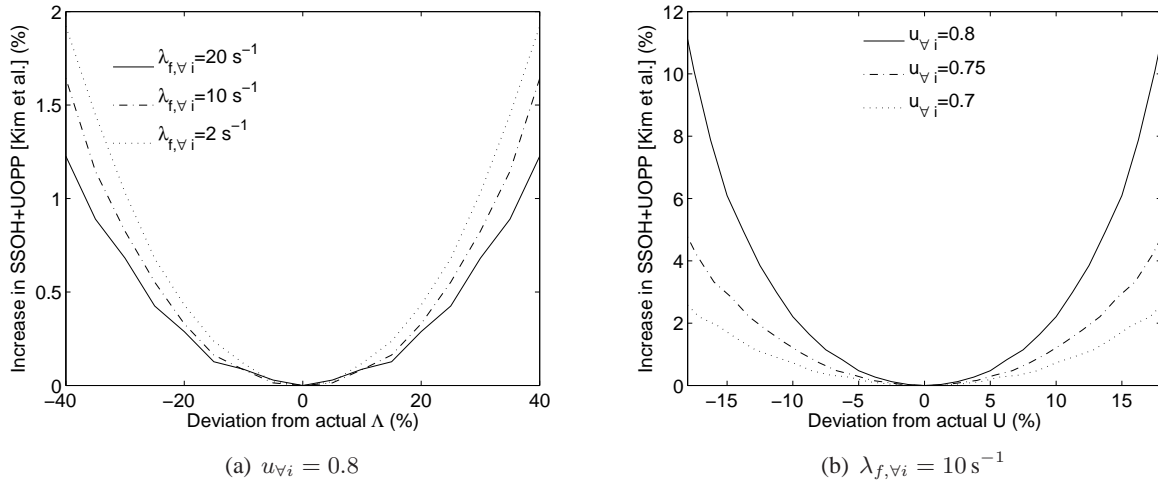 Increase in SSOH+UOPP [Kim et al.] (%)
2
1.5
1
0.5
0
λf,∀ i=20 s−1
λf,∀ i=10 s−1
λf,∀ i=2 s−1
−40
−20
0
20
40
Deviation from actual Λ (%)
(a) u∀i = 0.8
Increase in SSOH+UOPP [Kim et al.] (%)
12
10
8
6
4
2
0
u∀ i=0.8
u∀ i=0.75
u∀ i=0.7
−15
−10
−5
0
5
10
15
Deviation from actual U (%)
(b) λf,∀i = 10 s−1